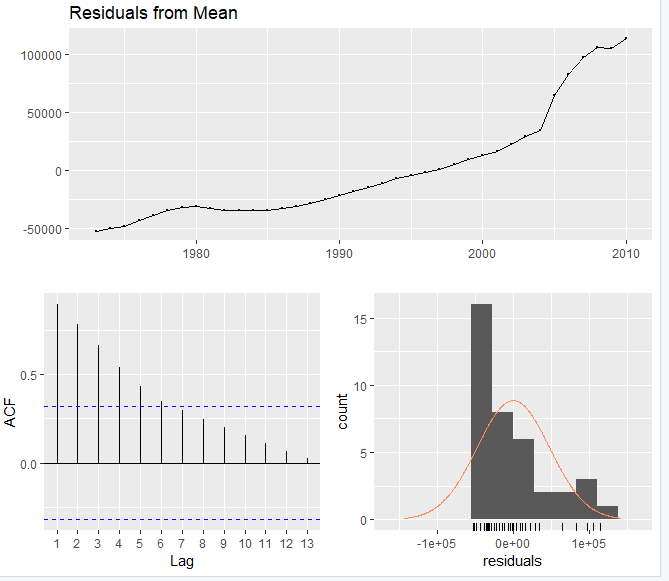 Residuals from Mean
100000
50000
0
-50000
1980 1990 2000 2010
ACF
0.5
0.0
1 2 3 4 5 6 7 8 9 10 11 12 13
Lag
count
15
10
5
0
-1e+05 0e+00 1e+05
residuals